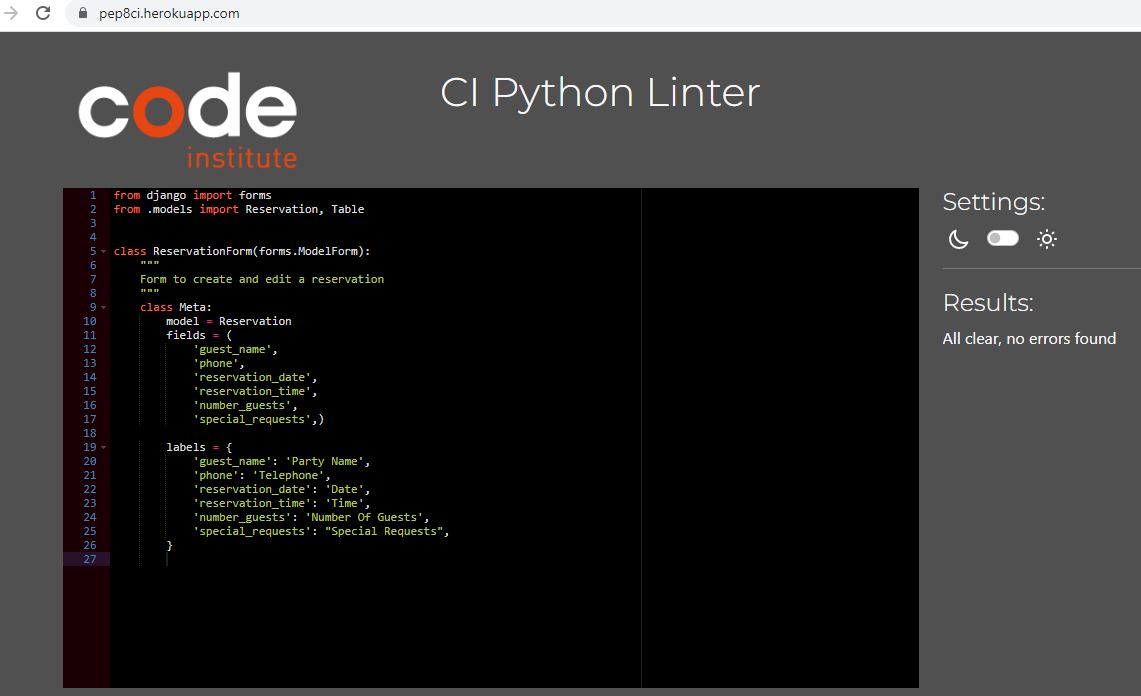 pep8ci.herokuapp.com
code
institute
CI Python Linter
1 from django import forms
2 from .models import Reservation, Table
3
4
5 class ReservationForm(forms.ModelForm):
6     """
7     Form to create and edit a reservation
8     """
9     class Meta:
10         model = Reservation
11         fields = (
12             'guest_name',
13             'phone',
14             'reservation_date',
15             'reservation_time',
16             'number_guests',
17             'special_requests',)
18
19         labels = {
20             'guest_name': 'Party Name',
21             'phone': 'Telephone',
22             'reservation_date': 'Date',
23             'reservation_time': 'Time',
24             'number_guests': 'Number Of Guests',
25             'special_requests': "Special Requests",
26         }
27
Settings:
Results:
All clear, no errors found